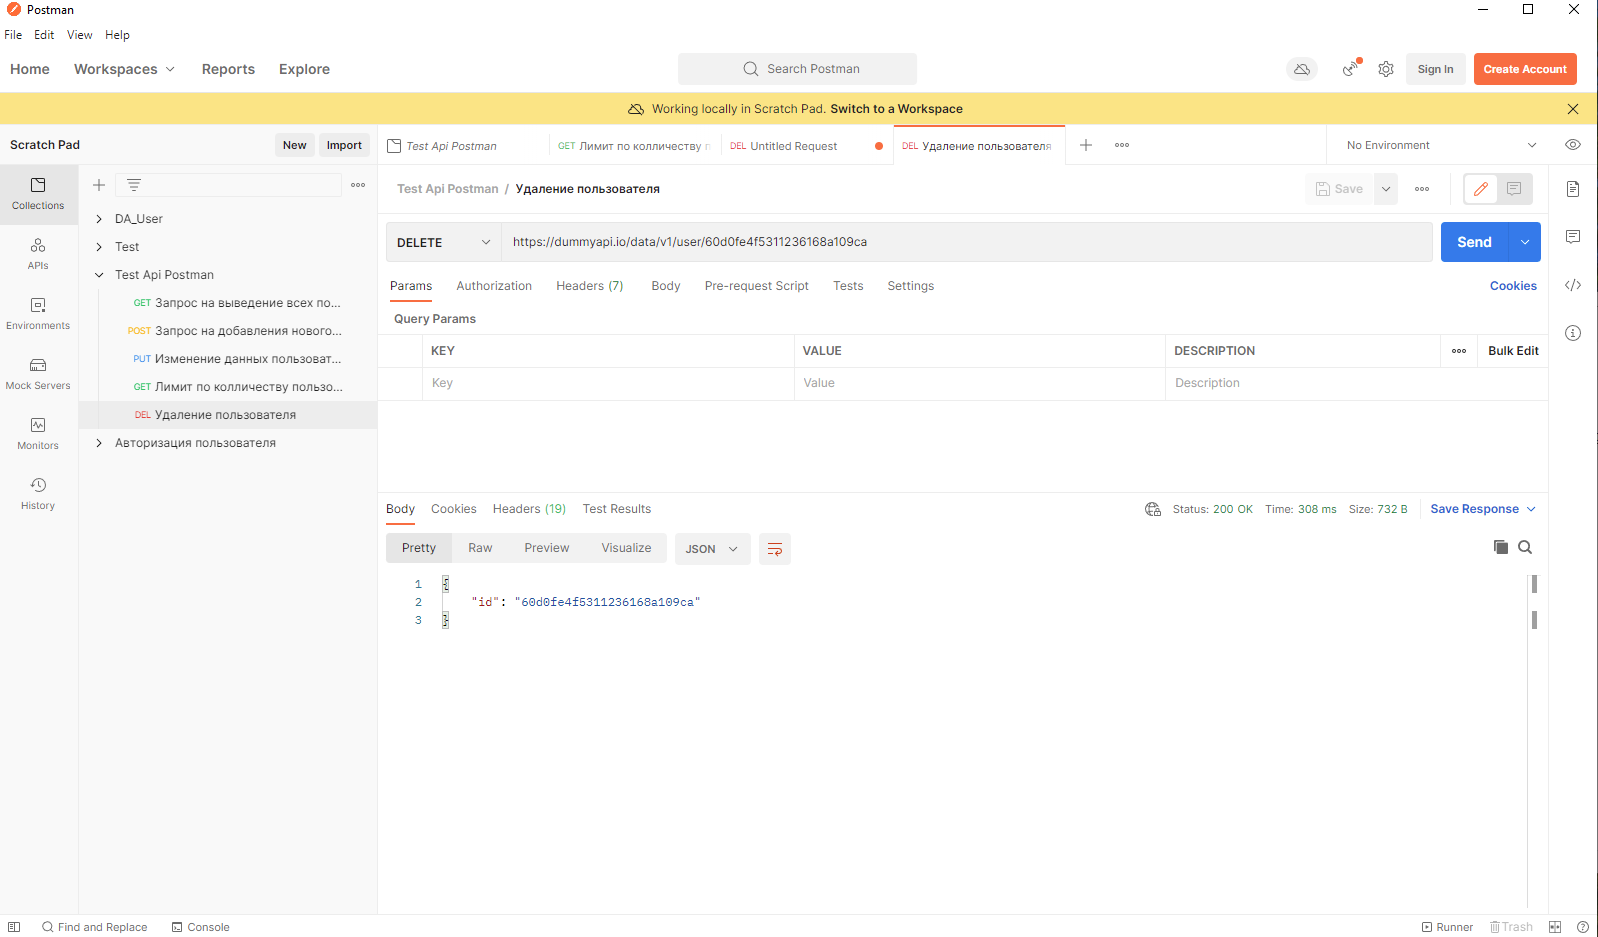 Postman
File Edit View Help
Home Workspaces Reports Explore Search Postman Sign In Create Account
Working locally in Scratch Pad. Switch to a Workspace
Scratch Pad New Import
Test Api Postman GET Лимит по колличеству п DEL Untitled Request DEL Удаление пользователя No Environment
Collections
APIs
Environments
Mock Servers
Monitors
History
DA_User
Test
Test Api Postman
GET Запрос на выведение всех по...
POST Запрос на добавления нового...
PUT Изменение данных пользоват...
GET Лимит по колличеству пользо...
DEL Удаление пользователя
Авторизация пользователя
Test Api Postman / Удаление пользователя Save
DELETE https://dummyapi.io/data/v1/user/60d0fe4f5311236168a109ca Send
Params Authorization Headers (7) Body Pre-request Script Tests Settings Cookies
Query Params
KEY VALUE DESCRIPTION Bulk Edit
Key Value Description
Body Cookies Headers (19) Test Results Status: 200 OK Time: 308 ms Size: 732 B Save Response
Pretty Raw Preview Visualize JSON
1 {
2 "id": "60d0fe4f5311236168a109ca"
3 }
Find and Replace Console Runner Trash